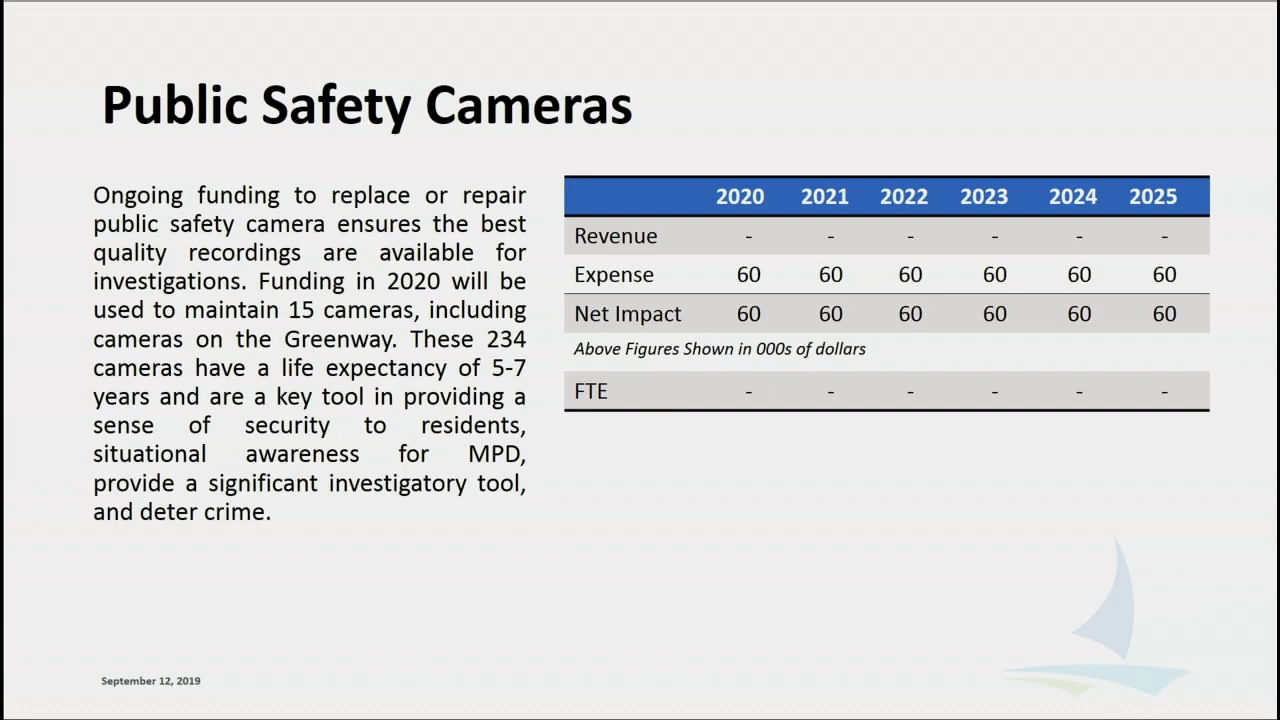 Public Safety Cameras
Ongoing funding to replace or repair
public safety camera ensures the best
quality recordings are available for
investigations. Funding in 2020 will be
used to maintain 15 cameras, including
cameras on the Greenway. These 234
cameras have a life expectancy of 5-7
years and are a key tool in providing a
sense of security to residents,
situational awareness for MPD,
provide a significant investigatory tool,
and deter crime.
2020 2021 2022 2023 2024 2025
Revenue - - - - - -
Expense 60 60 60 60 60 60
Net Impact 60 60 60 60 60 60
Above Figures Shown in 000s of dollars
FTE - - - - - -
September 12, 2019